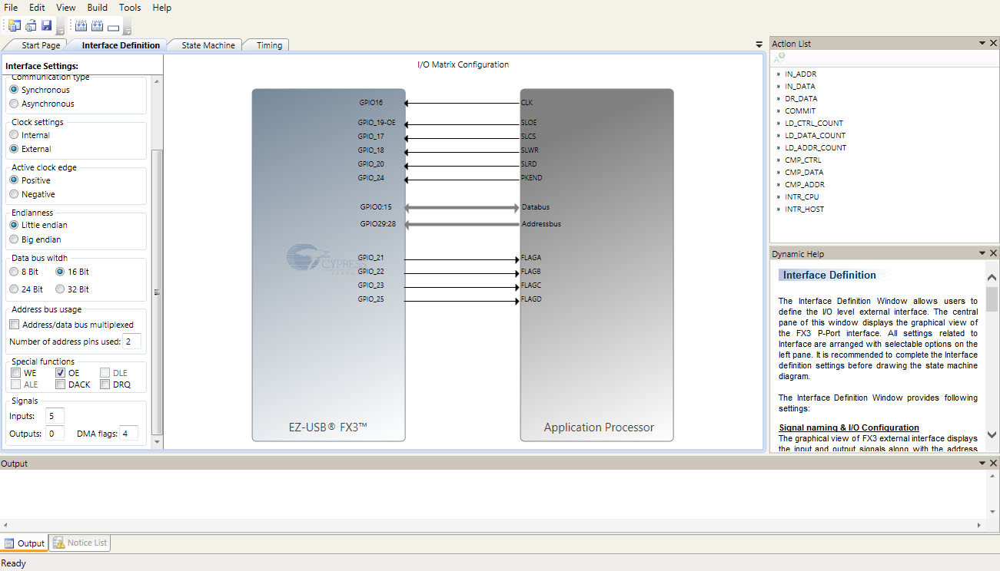 File Edit View Build Tools Help
Start Page Interface Definition State Machine Timing
Interface Settings:
Communication type
Synchronous
Asynchronous
Clock settings
Internal
External
Active clock edge
Positive
Negative
Endianness
Little endian
Big endian
Data bus witdh
8 Bit 16 Bit
24 Bit 32 Bit
Address bus usage
Address/data bus multiplexed
Number of address pins used: 2
Special functions
WE OE DLE
ALE DACK DRQ
Signals
Inputs: 5
Outputs: 0 DMA flags: 4
I/O Matrix Configuration
GPIO16 CLK
GPIO_19-OE SLOE
GPIO_17 SLCS
GPIO_18 SLWR
GPIO_20 SLRD
GPIO_24 PKEND
GPIO0:15 Databus
GPIO29:28 Addressbus
GPIO_21 FLAGA
GPIO_22 FLAGB
GPIO_23 FLAGC
GPIO_25 FLAGD
CYPRESS
EZ-USB® FX3™ Application Processor
Action List
IN_ADDR
IN_DATA
DR_DATA
COMMIT
LD_CTRL_COUNT
LD_DATA_COUNT
LD_ADDR_COUNT
CMP_CTRL
CMP_DATA
CMP_ADDR
INTR_CPU
INTR_HOST
Dynamic Help
Interface Definition
The Interface Definition Window allows users to
define the I/O level external interface. The central
pane of this window displays the graphical view of
the FX3 P-Port interface. All settings related to
Interface are arranged with selectable options on the
left pane. It is recommended to complete the Interface
definition settings before drawing the state machine
diagram.
The Interface Definition Window provides following
settings:
Signal naming & I/O Configuration
The graphical view of FX3 external interface displays
the input and output signals along with the address
Output
Output Notice List
Ready